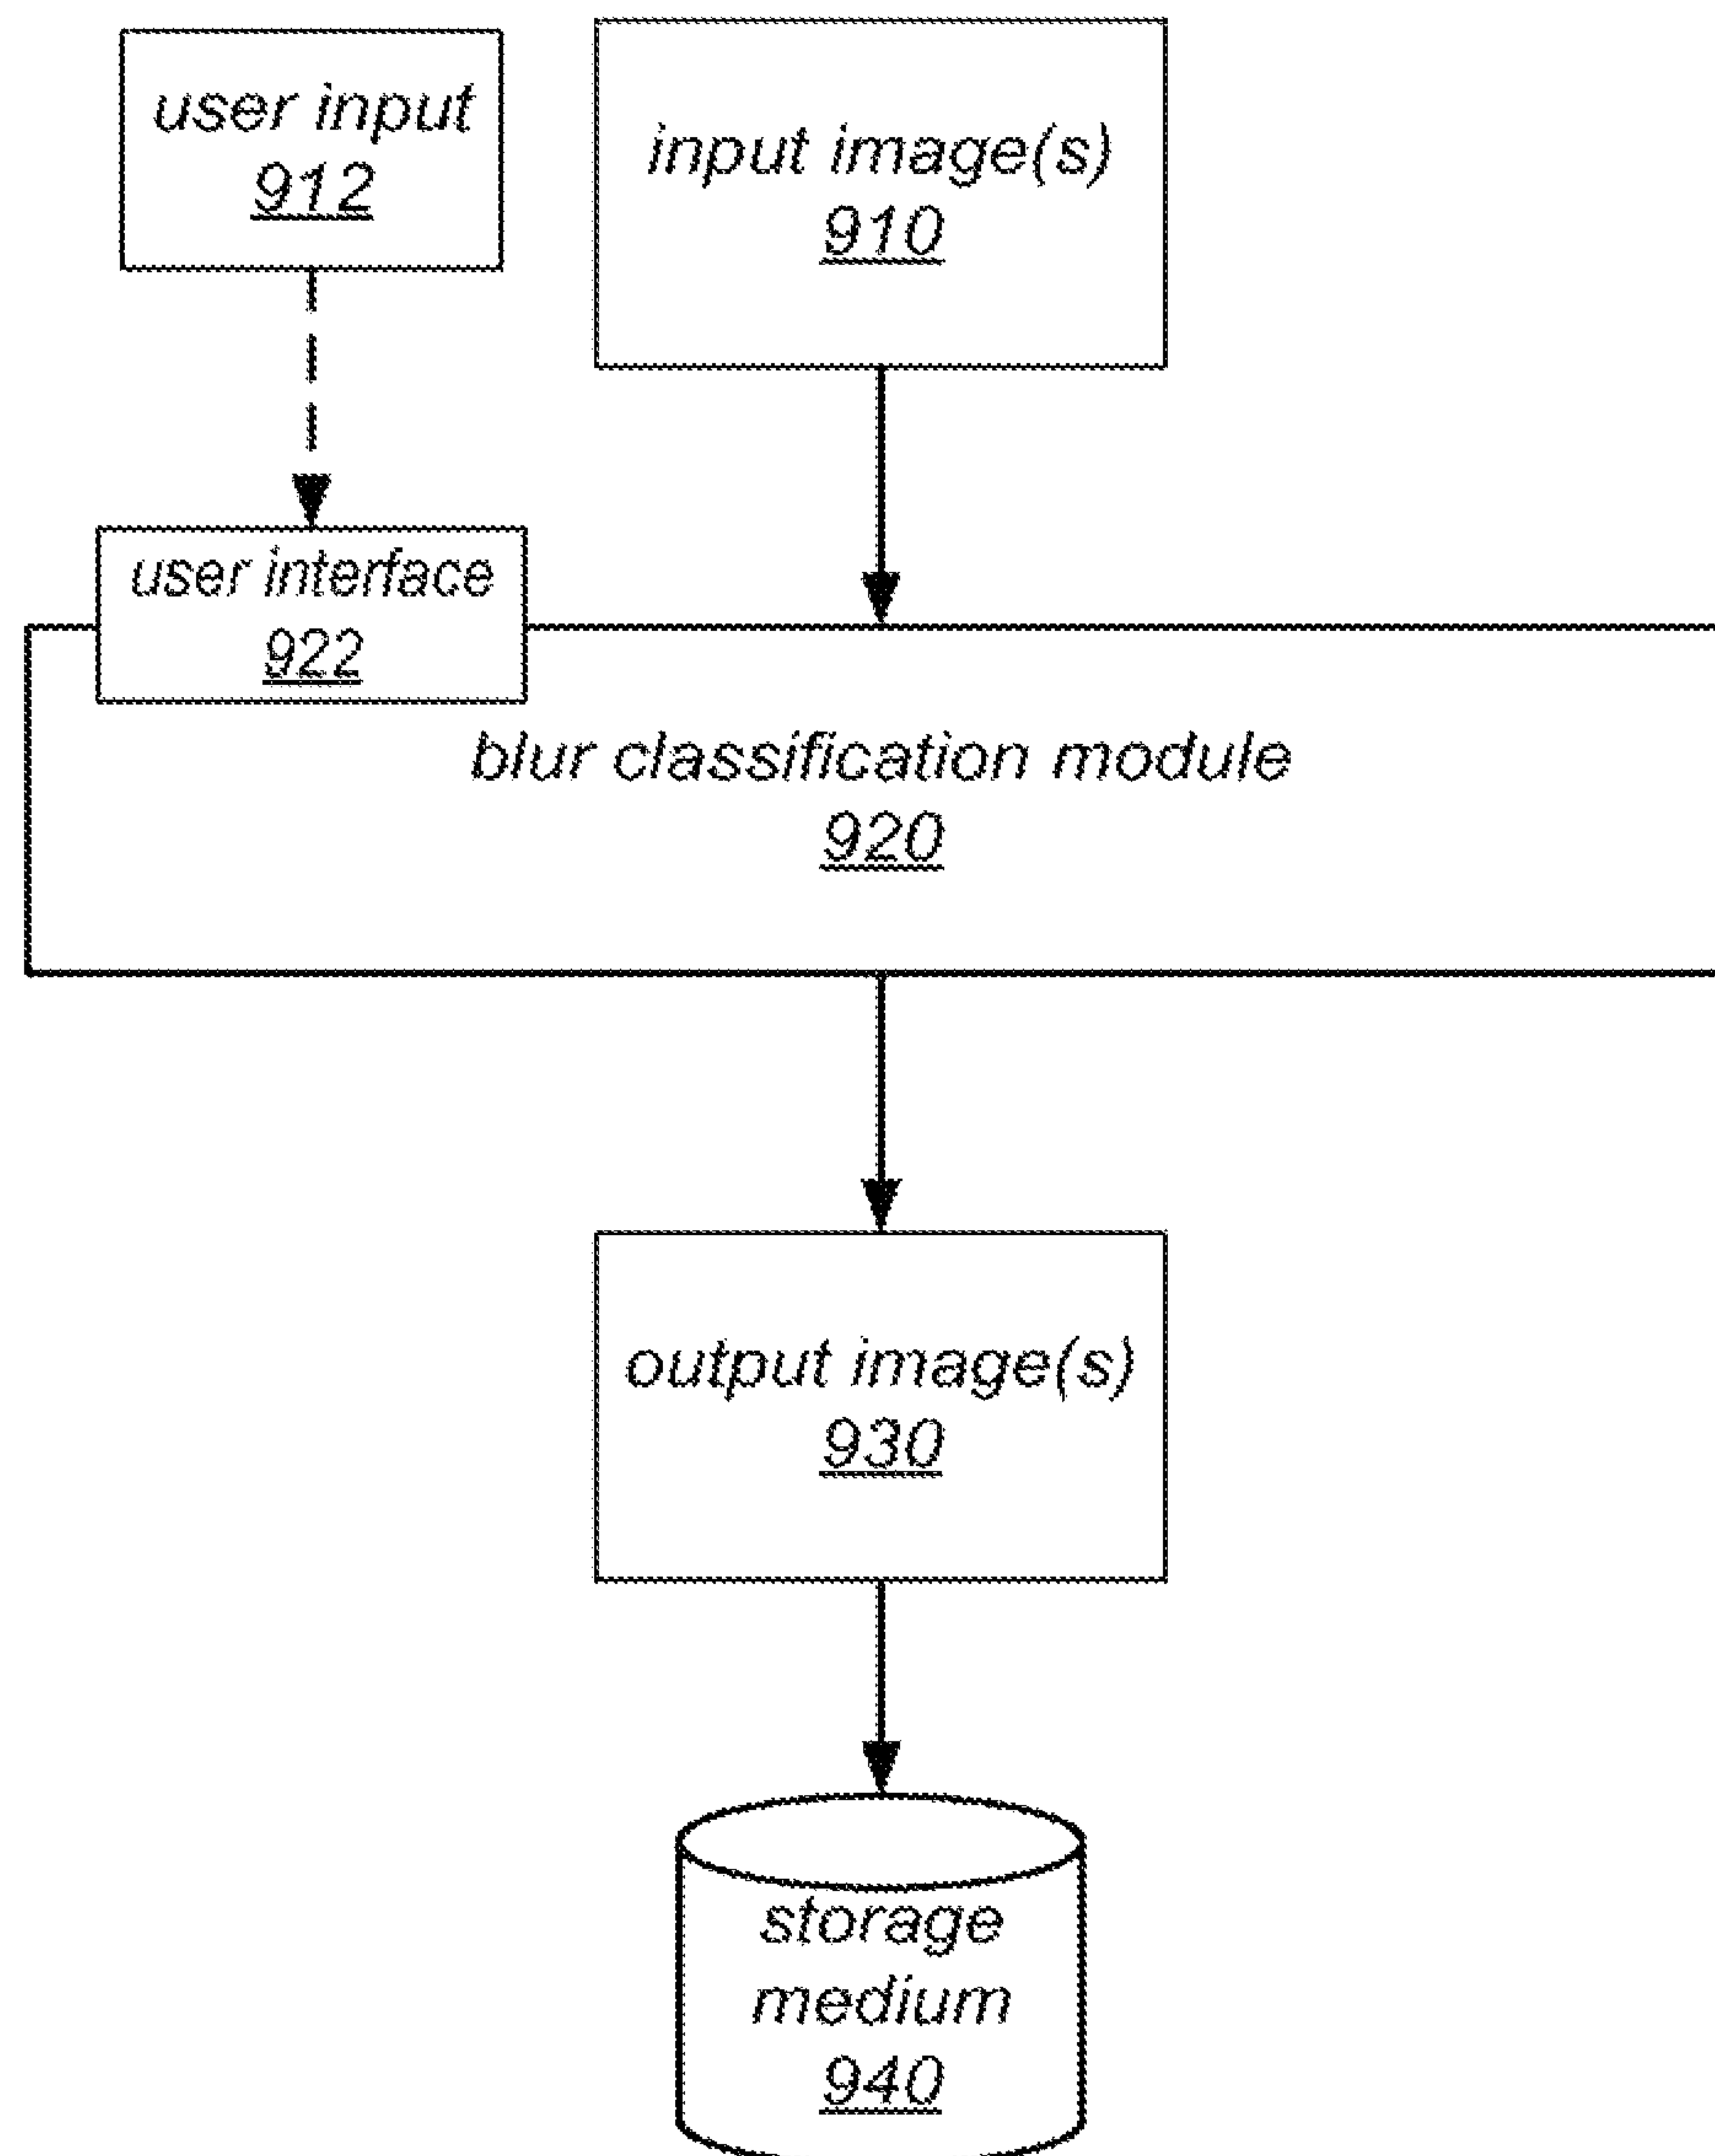 user input
912
input image(s)
910
user interface
922
blur classification module
920
output image(s)
930
storage
medium
940